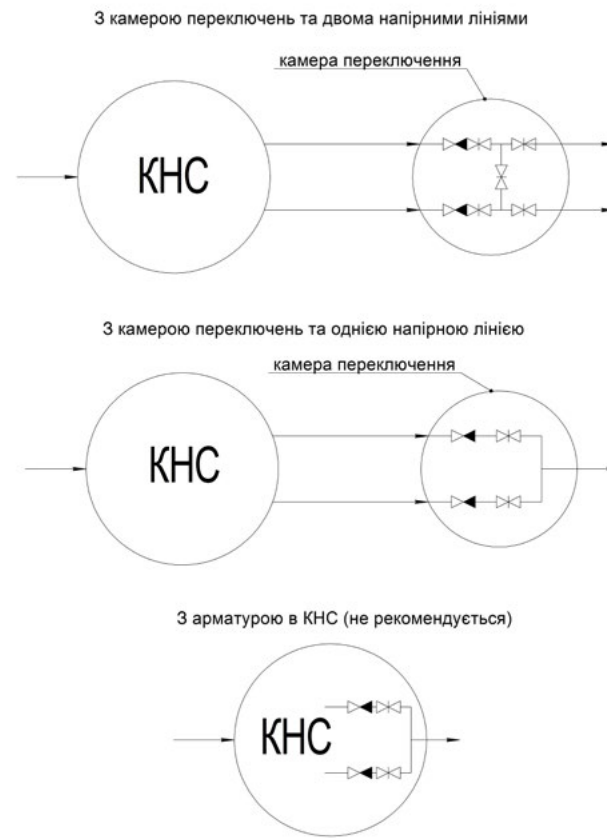 З камерою переключень та двома напірними лініями
камера переключення
КНС
З камерою переключень та однією напірною лінією
камера переключення
КНС
З арматурою в КНС (не рекомендується)
КНС